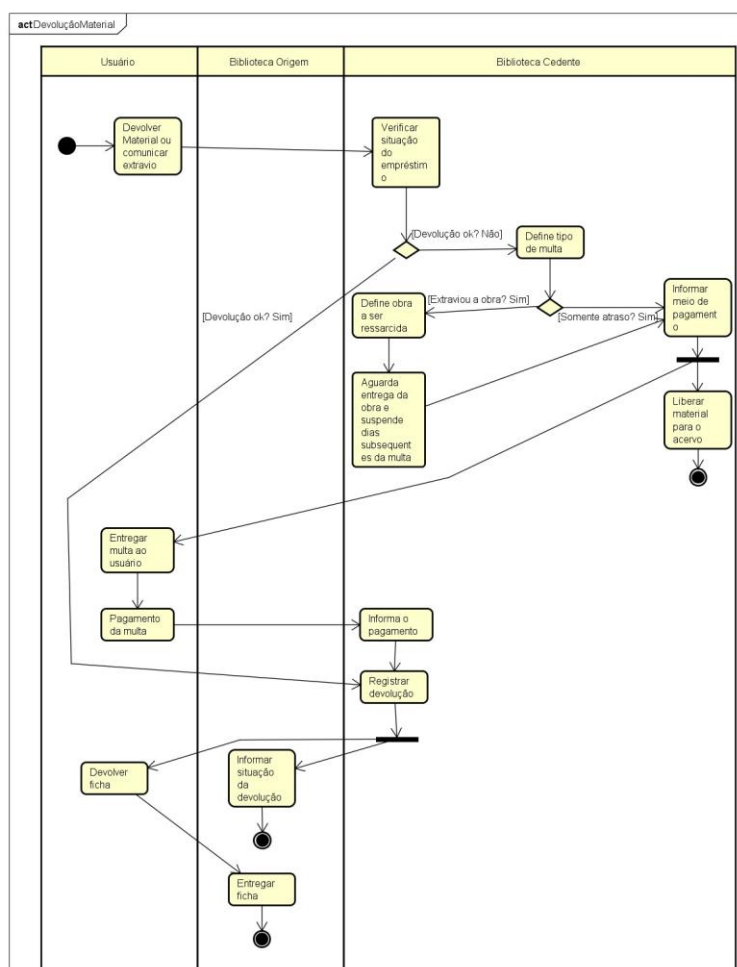 act DevoluçãoMaterial
Usuário
Biblioteca Origem
Biblioteca Cedente
Devolver
Material ou
comunicar
extravio
Verificar
situação
do
empréstim
o
[Devolução ok? Não]
Define tipo
de multa
[Devolução ok? Sim]
[Extraviou a obra? Sim]
[Somente atraso? Sim]
Define obra
a ser
ressarcida
Informar
meio de
pagament
o
Aguarda
entrega da
obra e
suspende
dias
subsequent
es da multa
Liberar
material
para o
acervo
Entregar
multa ao
usuário
Pagamento
da multa
Informa o
pagamento
Registrar
devolução
Devolver
ficha
Informar
situação
da
devolução
Entregar
ficha